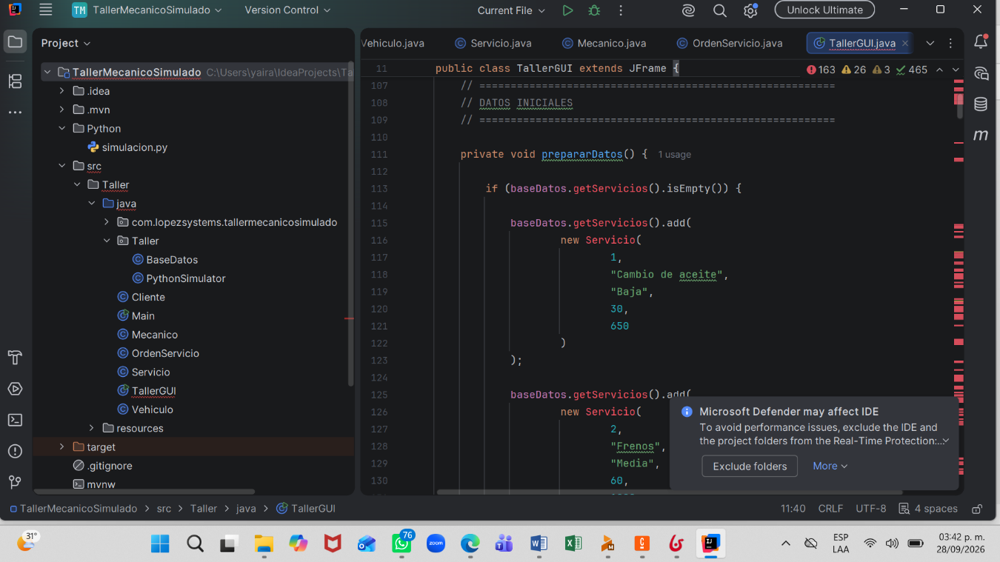 TM TallerMecanicoSimulado Version Control Current File Unlock Ultimate
Project
Vehiculo.java Servicio.java Mecanico.java OrdenServicio.java TallerGUI.java
TallerMecanicoSimulado C:\Users\yaira\IdeaProjects\Ta
.idea
.mvn
Python
simulacion.py
src
Taller
java
com.lopezsystems.tallermecanicosimulado
Taller
BaseDatos
PythonSimulator
Cliente
Main
Mecanico
OrdenServicio
Servicio
TallerGUI
Vehiculo
resources
target
.gitignore
mvnw
11 public class TallerGUI extends JFrame { 163 26 3 465
107 // =========================================================
108 // DATOS INICIALES
109 // =========================================================
110
111 private void prepararDatos() { 1 usage
112
113 if (baseDatos.getServicios().isEmpty()) {
114
115 baseDatos.getServicios().add(
116 new Servicio(
117 1,
118 "Cambio de aceite",
119 "Baja",
120 30,
121 650
122 )
123 );
124
125 baseDatos.getServicios().add(
126 new Servicio(
127 2,
128 "Frenos",
129 "Media",
130 60,
Microsoft Defender may affect IDE
To avoid performance issues, exclude the IDE and
the project folders from the Real-Time Protection:...
Exclude folders More
TallerMecanicoSimulado > src > Taller > java > TallerGUI 11:40 CRLF UTF-8 4 spaces
31°
76
zoom
ESP
LAA
03:42 p. m.
28/09/2026